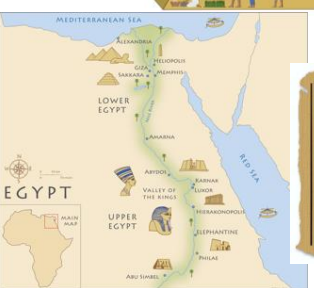 MEDITERRANEAN SEA
ALEXANDRIA
HELIOPOLIS
GIZA
MEMPHIS
SAKKARA
LOWER
EGYPT
AMARNA
RED SEA
ABYDOS
KARNAK
VALLEY OF
THE KINGS
LUXOR
HIERAKONOPOLIS
EGYPT
UPPER
EGYPT
MAIN
MAP
ELEPHANTINE
PHILAE
ABU SIMBEL